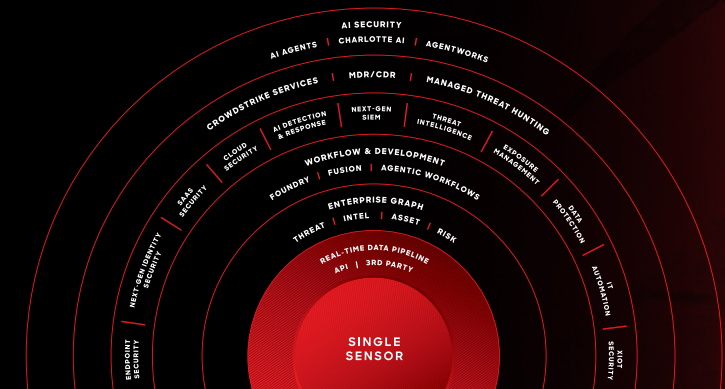 AI SECURITY
AI AGENTS | CHARLOTTE AI | AGENTWORKS
CROWDSTRIKE SERVICES | MDR/CDR | MANAGED THREAT HUNTING
ENDPOINT
SECURITY
NEXT-GEN IDENTITY
SECURITY
SAAS
SECURITY
CLOUD
SECURITY
AI DETECTION
& RESPONSE
NEXT-GEN
SIEM
THREAT
INTELLIGENCE
EXPOSURE
MANAGEMENT
DATA
PROTECTION
IT
AUTOMATION
XIOT
SECURITY
WORKFLOW & DEVELOPMENT
FOUNDRY | FUSION | AGENTIC WORKFLOWS
ENTERPRISE GRAPH
THREAT | INTEL | ASSET | RISK
REAL-TIME DATA PIPELINE
API | 3RD PARTY
SINGLE
SENSOR